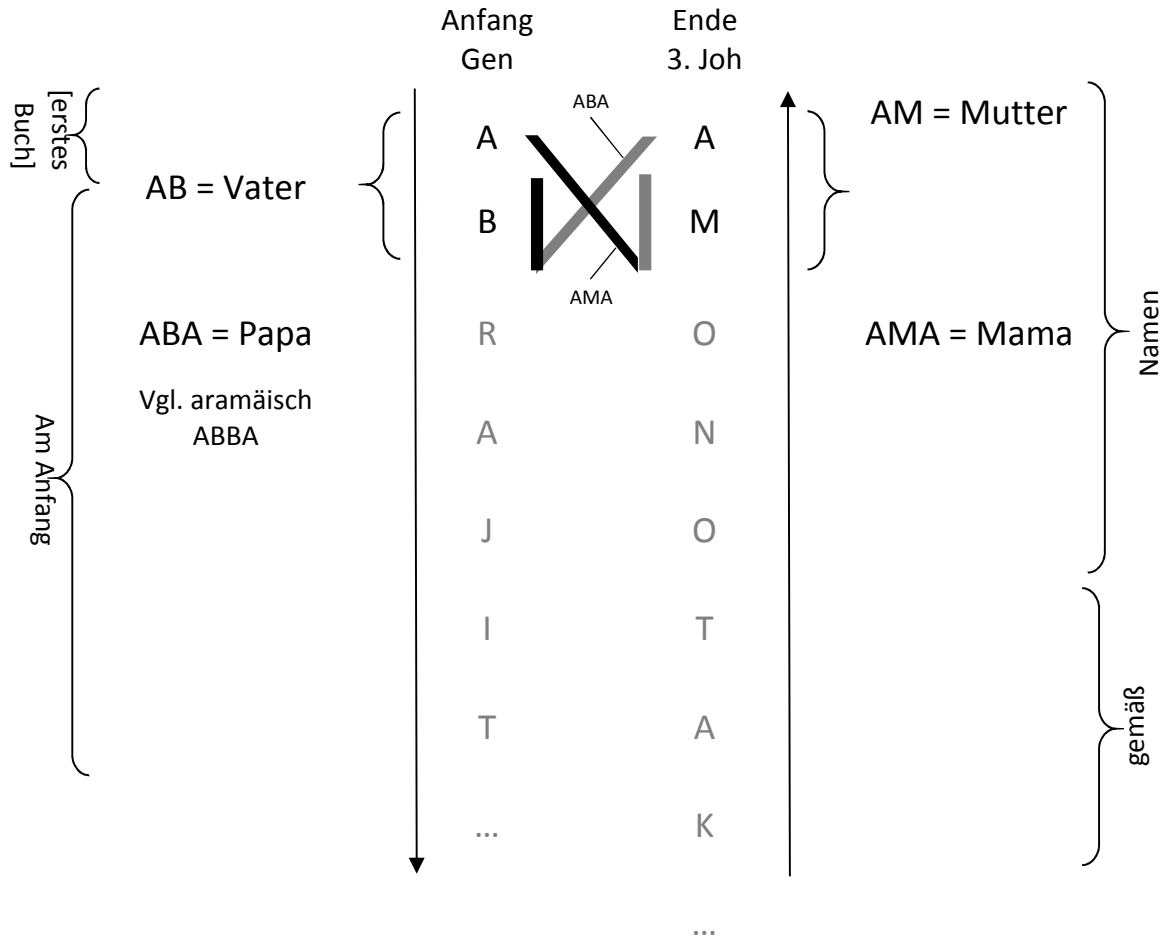 Anfang
Gen
Ende
3. Joh
[erstes
Buch]
Am Anfang
AB = Vater
ABA = Papa
Vgl. aramäisch
ABBA
A
B
R
A
J
I
T
...
ABA
AMA
A
M
O
N
O
T
A
K
...
AM = Mutter
AMA = Mama
Namen
gemäß